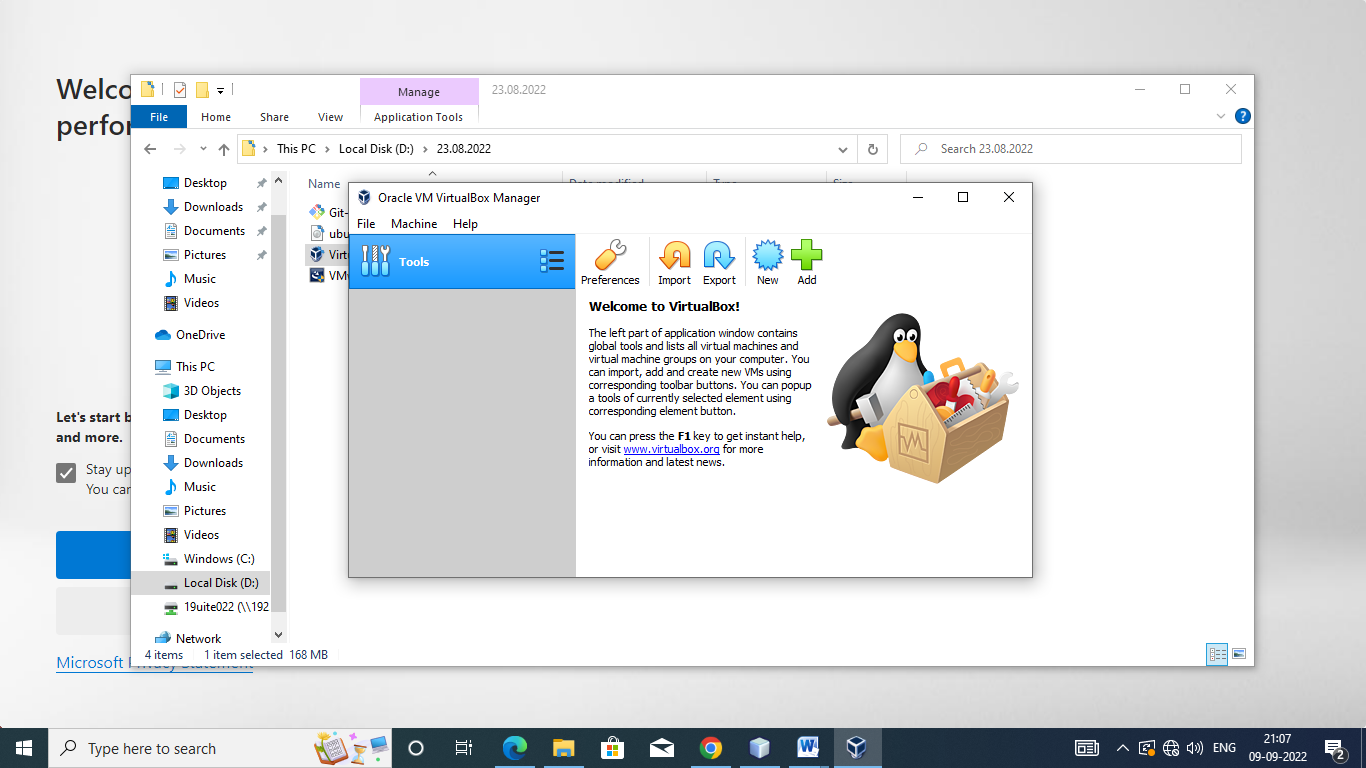 Welco
perfor
Let's start b
and more.
Stay up
You can
Microsoft Privacy Statement
Manage
23.08.2022
File
Home
Share
View
Application Tools
This PC
Local Disk (D:)
23.08.2022
Search 23.08.2022
Desktop
Downloads
Documents
Pictures
Music
Videos
OneDrive
This PC
3D Objects
Desktop
Documents
Downloads
Music
Pictures
Videos
Windows (C:)
Local Disk (D:)
19uite022 (\\192
Network
Name
Git-
ubu
Virtu
VMw
4 items 1 item selected 168 MB
Oracle VM VirtualBox Manager
File Machine Help
Tools
Preferences
Import
Export
New
Add
Welcome to VirtualBox!
The left part of application window contains
global tools and lists all virtual machines and
virtual machine groups on your computer. You
can import, add and create new VMs using
corresponding toolbar buttons. You can popup
a tools of currently selected element using
corresponding element button.
You can press the F1 key to get instant help,
or visit www.virtualbox.org for more
information and latest news.
Type here to search
ENG
21:07
09-09-2022
2